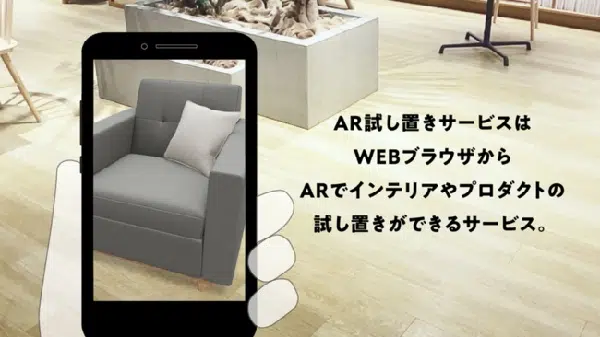 AR試し置きサービスは
WEBブラウザから
ARでインテリアやプロダクトの
試し置きができるサービス。